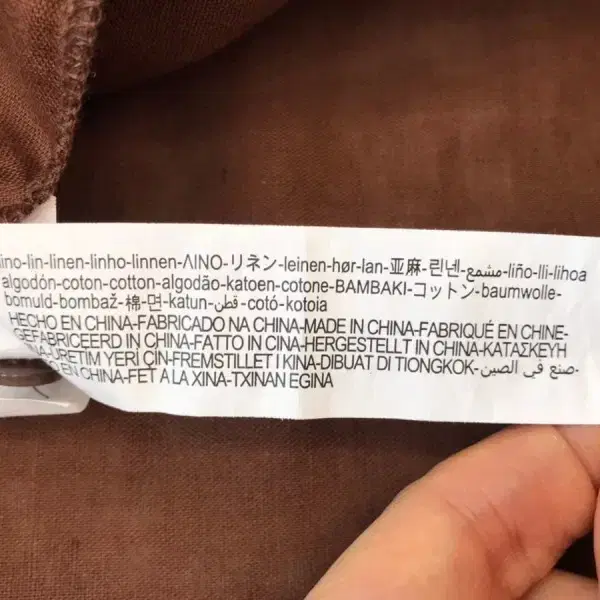 lino-lin-linen-linho-linnen-ΛΙΝΟ-リネン-leinen-hør-lan-亚麻-린넨-مشمع-liño-lli-lihoa
algodón-coton-cotton-algodão-katoen-cotone-BAMBAKI-コットン-baumwolle-
bomuld-bombaž-棉-면-katun-قطن-cotó-kotoia
HECHO EN CHINA-FABRICADO NA CHINA-MADE IN CHINA-FABRIQUÉ EN CHINE-
GEFABRICEERD IN CHINA-FATTO IN CINA-HERGESTELLT IN CHINA-ΚΑΤΑΣΚΕΥΗ
ÜRETIM YERİ ÇİN-FREMSTILLET I KINA-DIBUAT DI TIONGKOK-صنع في الصين-
EN CHINA-FET A LA XINA-TXINAN EGINA